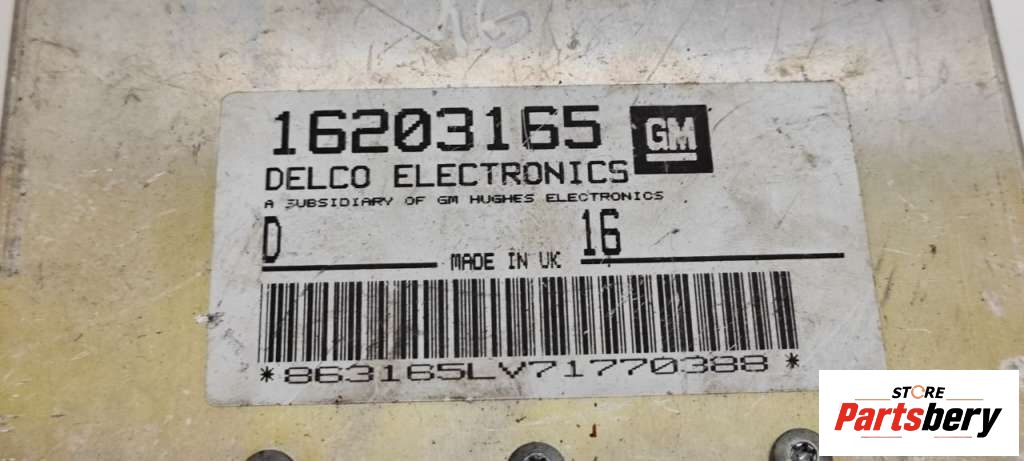 16203165 GM
DELCO ELECTRONICS
A SUBSIDIARY OF GM HUGHES ELECTRONICS
D 16
MADE IN UK
*863165LV71770388*
STORE
Partsbery